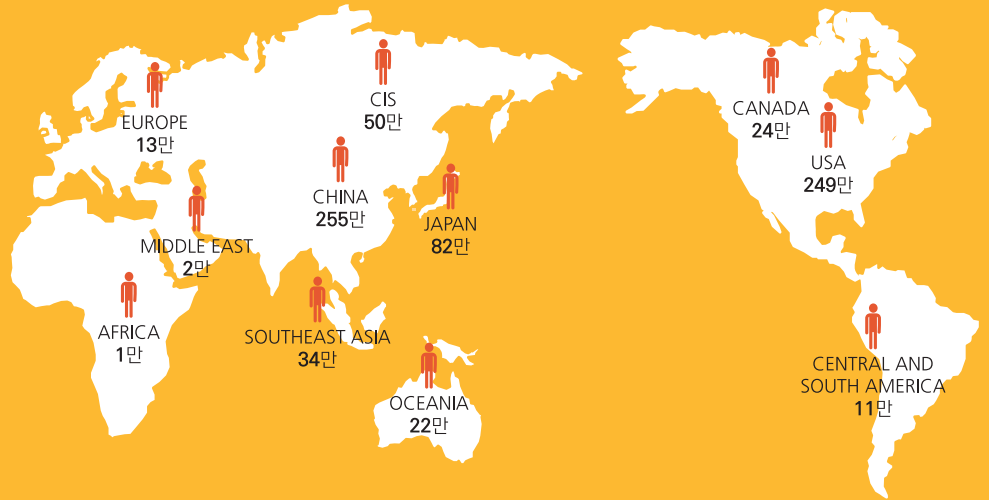 EUROPE
13만
CIS
50만
CHINA
255만
JAPAN
82만
MIDDLE EAST
2만
AFRICA
1만
SOUTHEAST ASIA
34만
OCEANIA
22만
CANADA
24만
USA
249만
CENTRAL AND
SOUTH AMERICA
11만